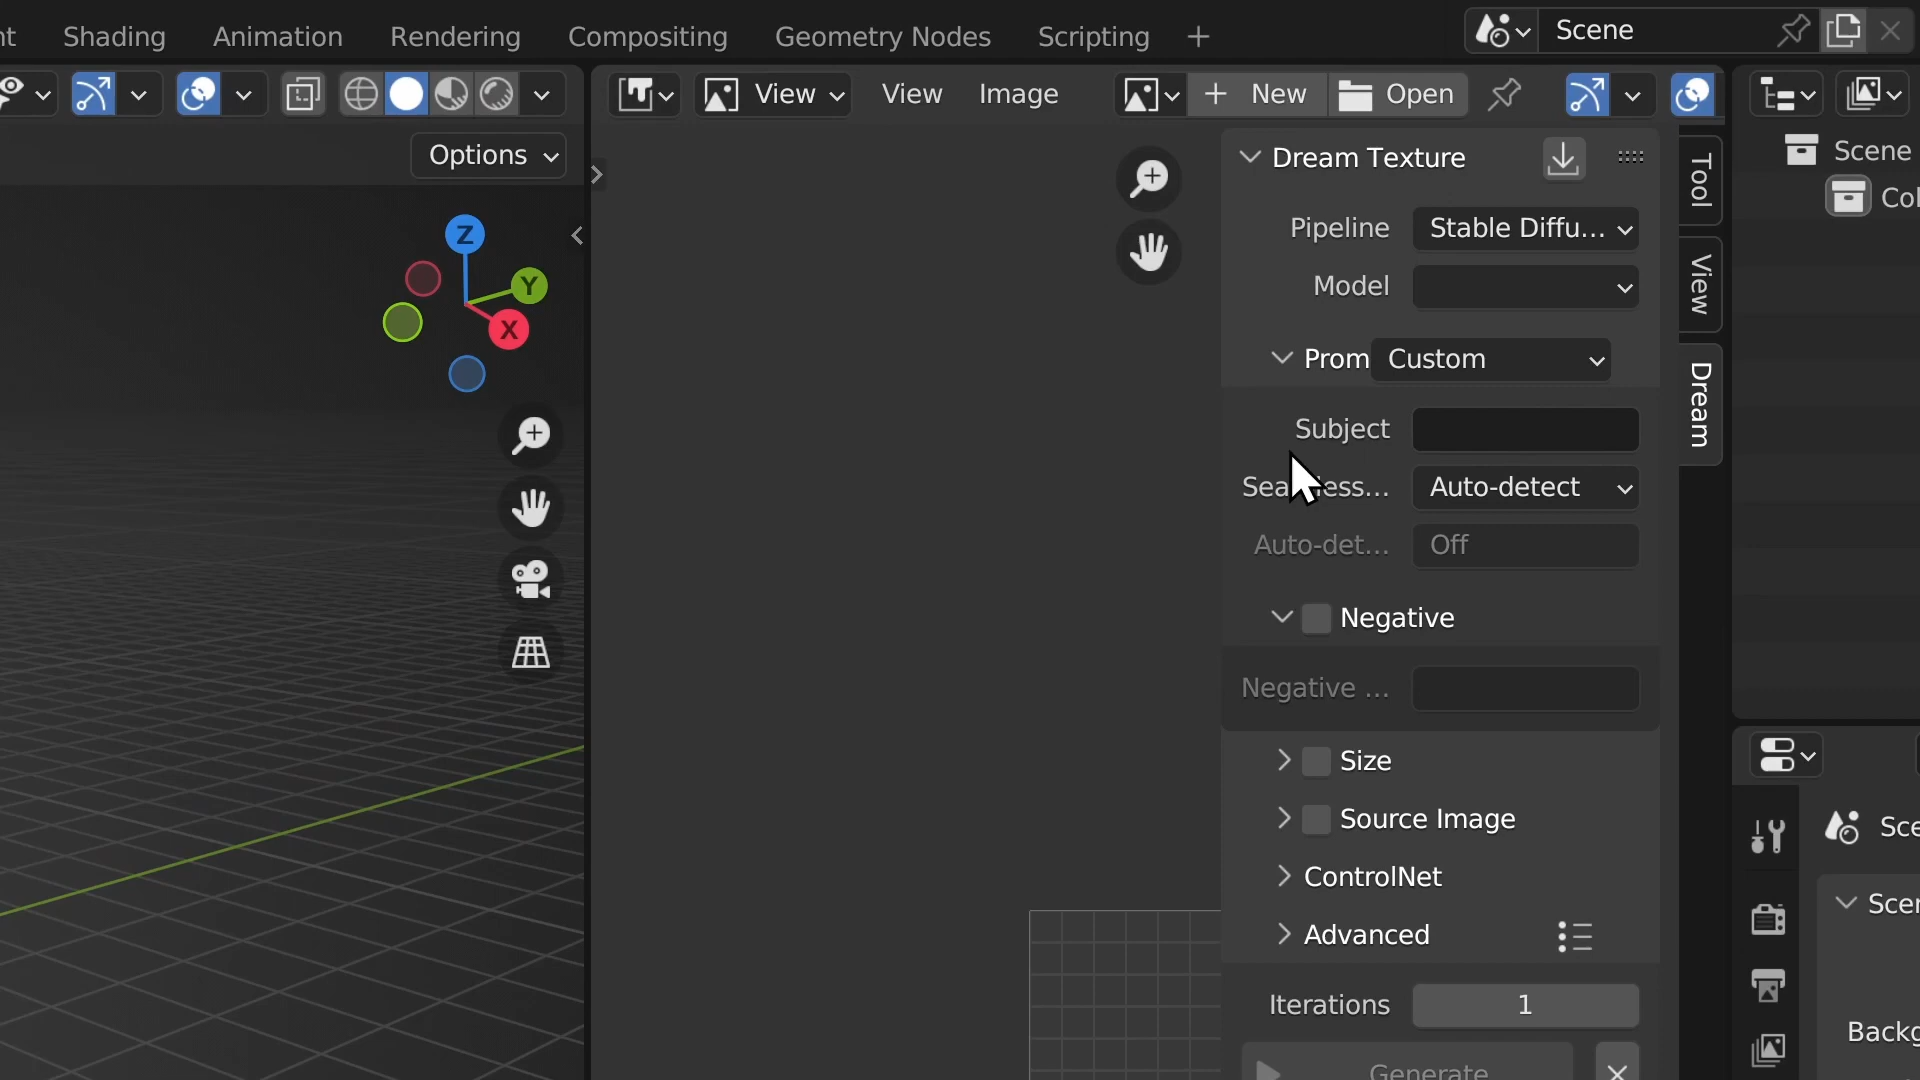 nt Shading Animation Rendering Compositing Geometry Nodes Scripting + Scene
View View Image + New Open
Options
Z
Y
X
Dream Texture
Pipeline Stable Diffu...
Model
Prom Custom
Subject
Auto-detect
Auto-det... Off
Negative
Negative ...
Size
Source Image
ControlNet
Advanced
Iterations 1
Generate
Tool
View
Dream
Scene
Col
Sce
Scer
Backg